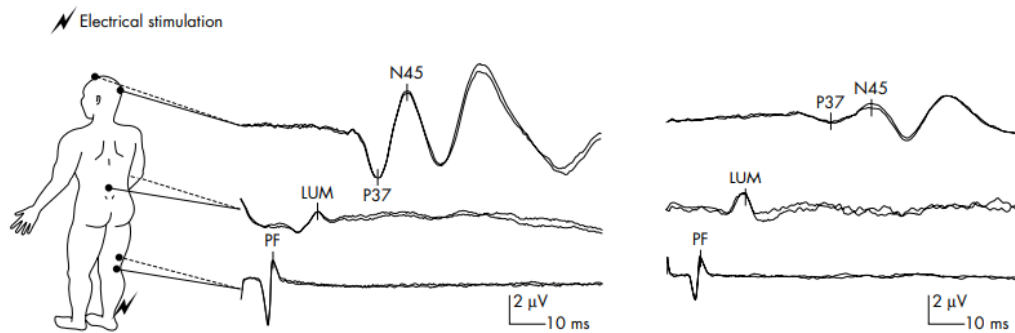 Electrical stimulation
N45
P37
LUM
PF
2 μV
10 ms
P37
N45
LUM
PF
2 μV
10 ms